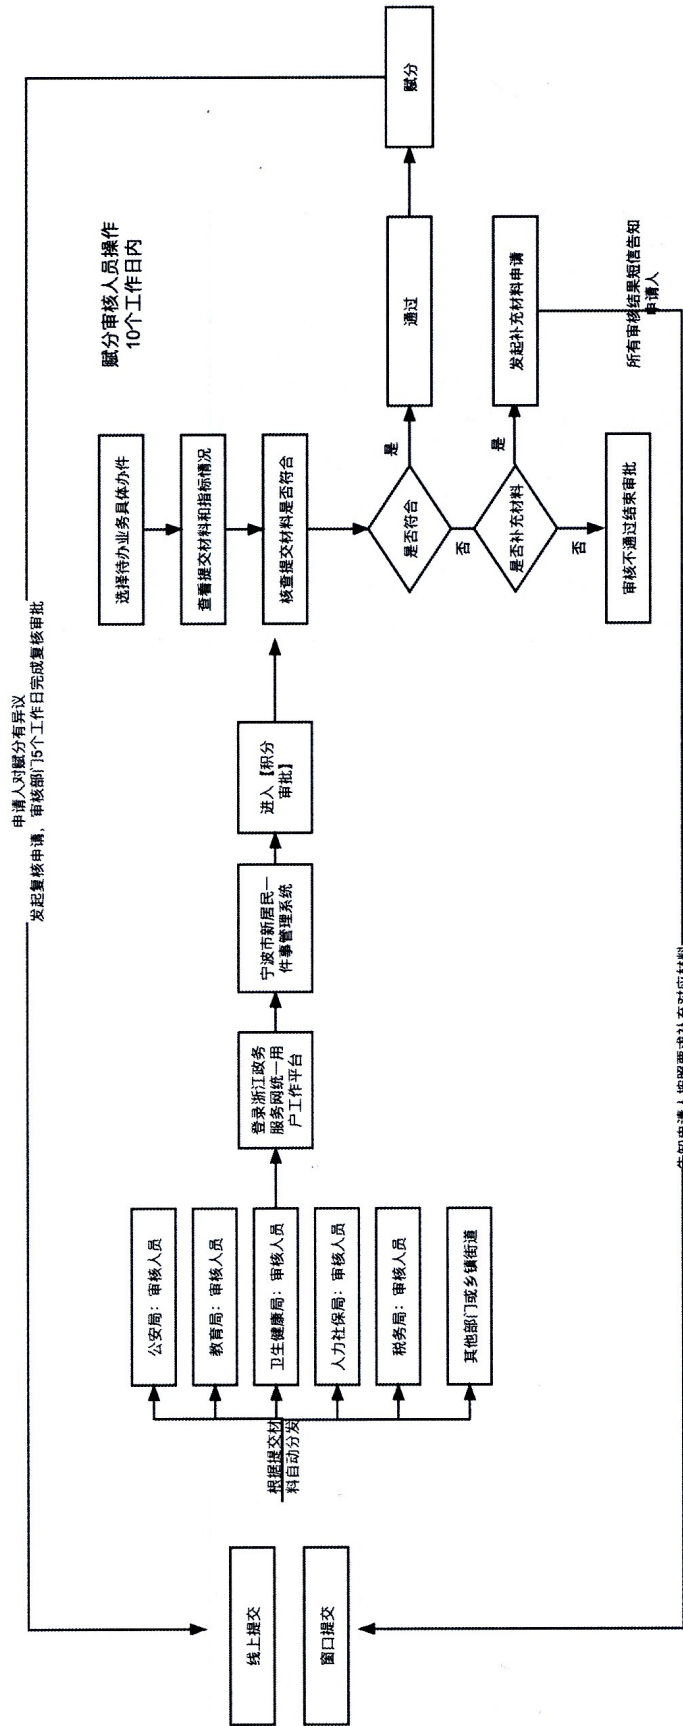 线上提交
窗口提交
根据提交材
料自动分发
公安局：审核人员
教育局：审核人员
卫生健康局：审核人员
人力社保局：审核人员
税务局：审核人员
其他部门或乡镇街道
登录浙江政务
服务网统一用
户工作平台
宁波市新居民一
件事管理系统
进入【积分
审批】
选择待办业务具体办件
查看提交材料和指标情况
核查提交材料是否符合
赋分审核人员操作
10个工作日内
是否符合
是
否
通过
赋分
是否补充材料
是
否
发起补充材料申请
审核不通过结束审批
所有审核结果短信告知
申请人
申请人对赋分有异议
发起复核申请，审核部门5个工作日完成复核审批